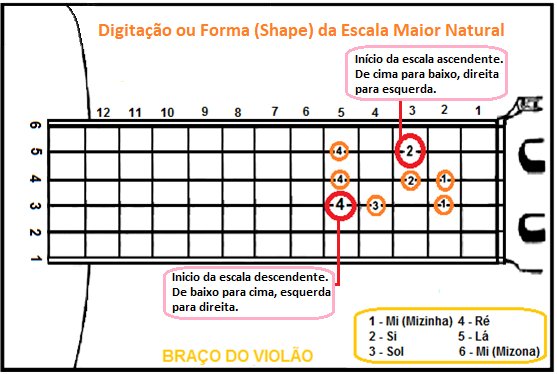 Digitação ou Forma (Shape) da Escala Maior Natural
Início da escala ascendente.
De cima para baixo, direita
para esquerda.
12 11 10 9 8 7 6 5 4 3 2 1
6
5 4 2
4 4 2 1
3 4 3 1
2
1
Inicio da escala descendente.
De baixo para cima, esquerda
para direita.
1 - Mi (Mizinha) 4 - Ré
2 - Si 5 - Lá
3 - Sol 6 - Mi (Mizona)
BRAÇO DO VIOLÃO